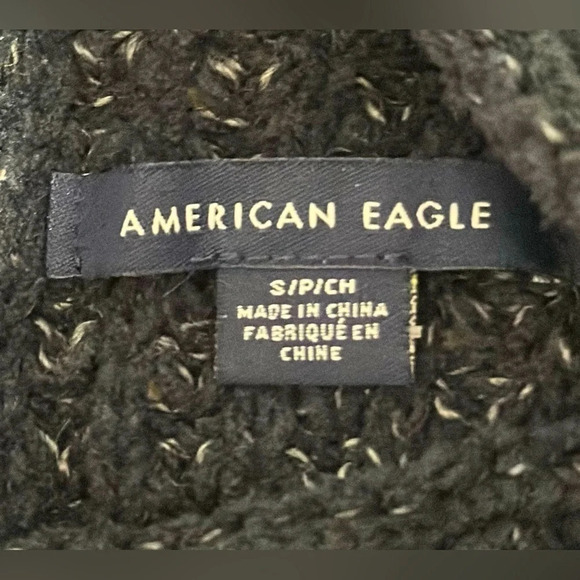 AMERICAN EAGLE
S/P/CH
MADE IN CHINA
FABRIQUÉ EN
CHINE